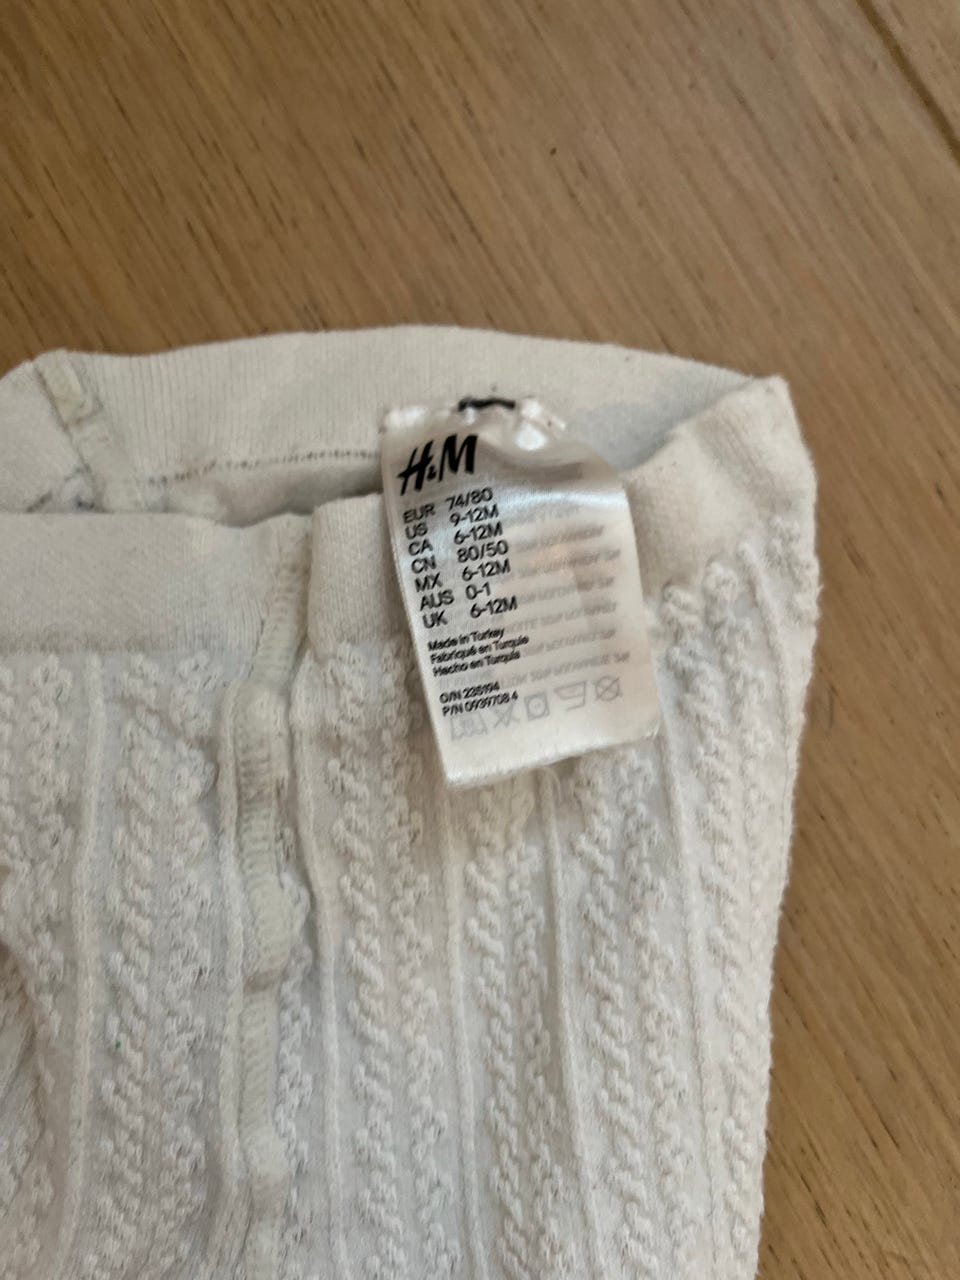 H&M
EUR 74/80
US 9-12M
CA 6-12M
CN 80/50
MX 6-12M
AUS 0-1
UK 6-12M
Made in Turkey
Fabriqué en Turquie
Hecho en Turquía
O/N 235194
P/N 0939708 4